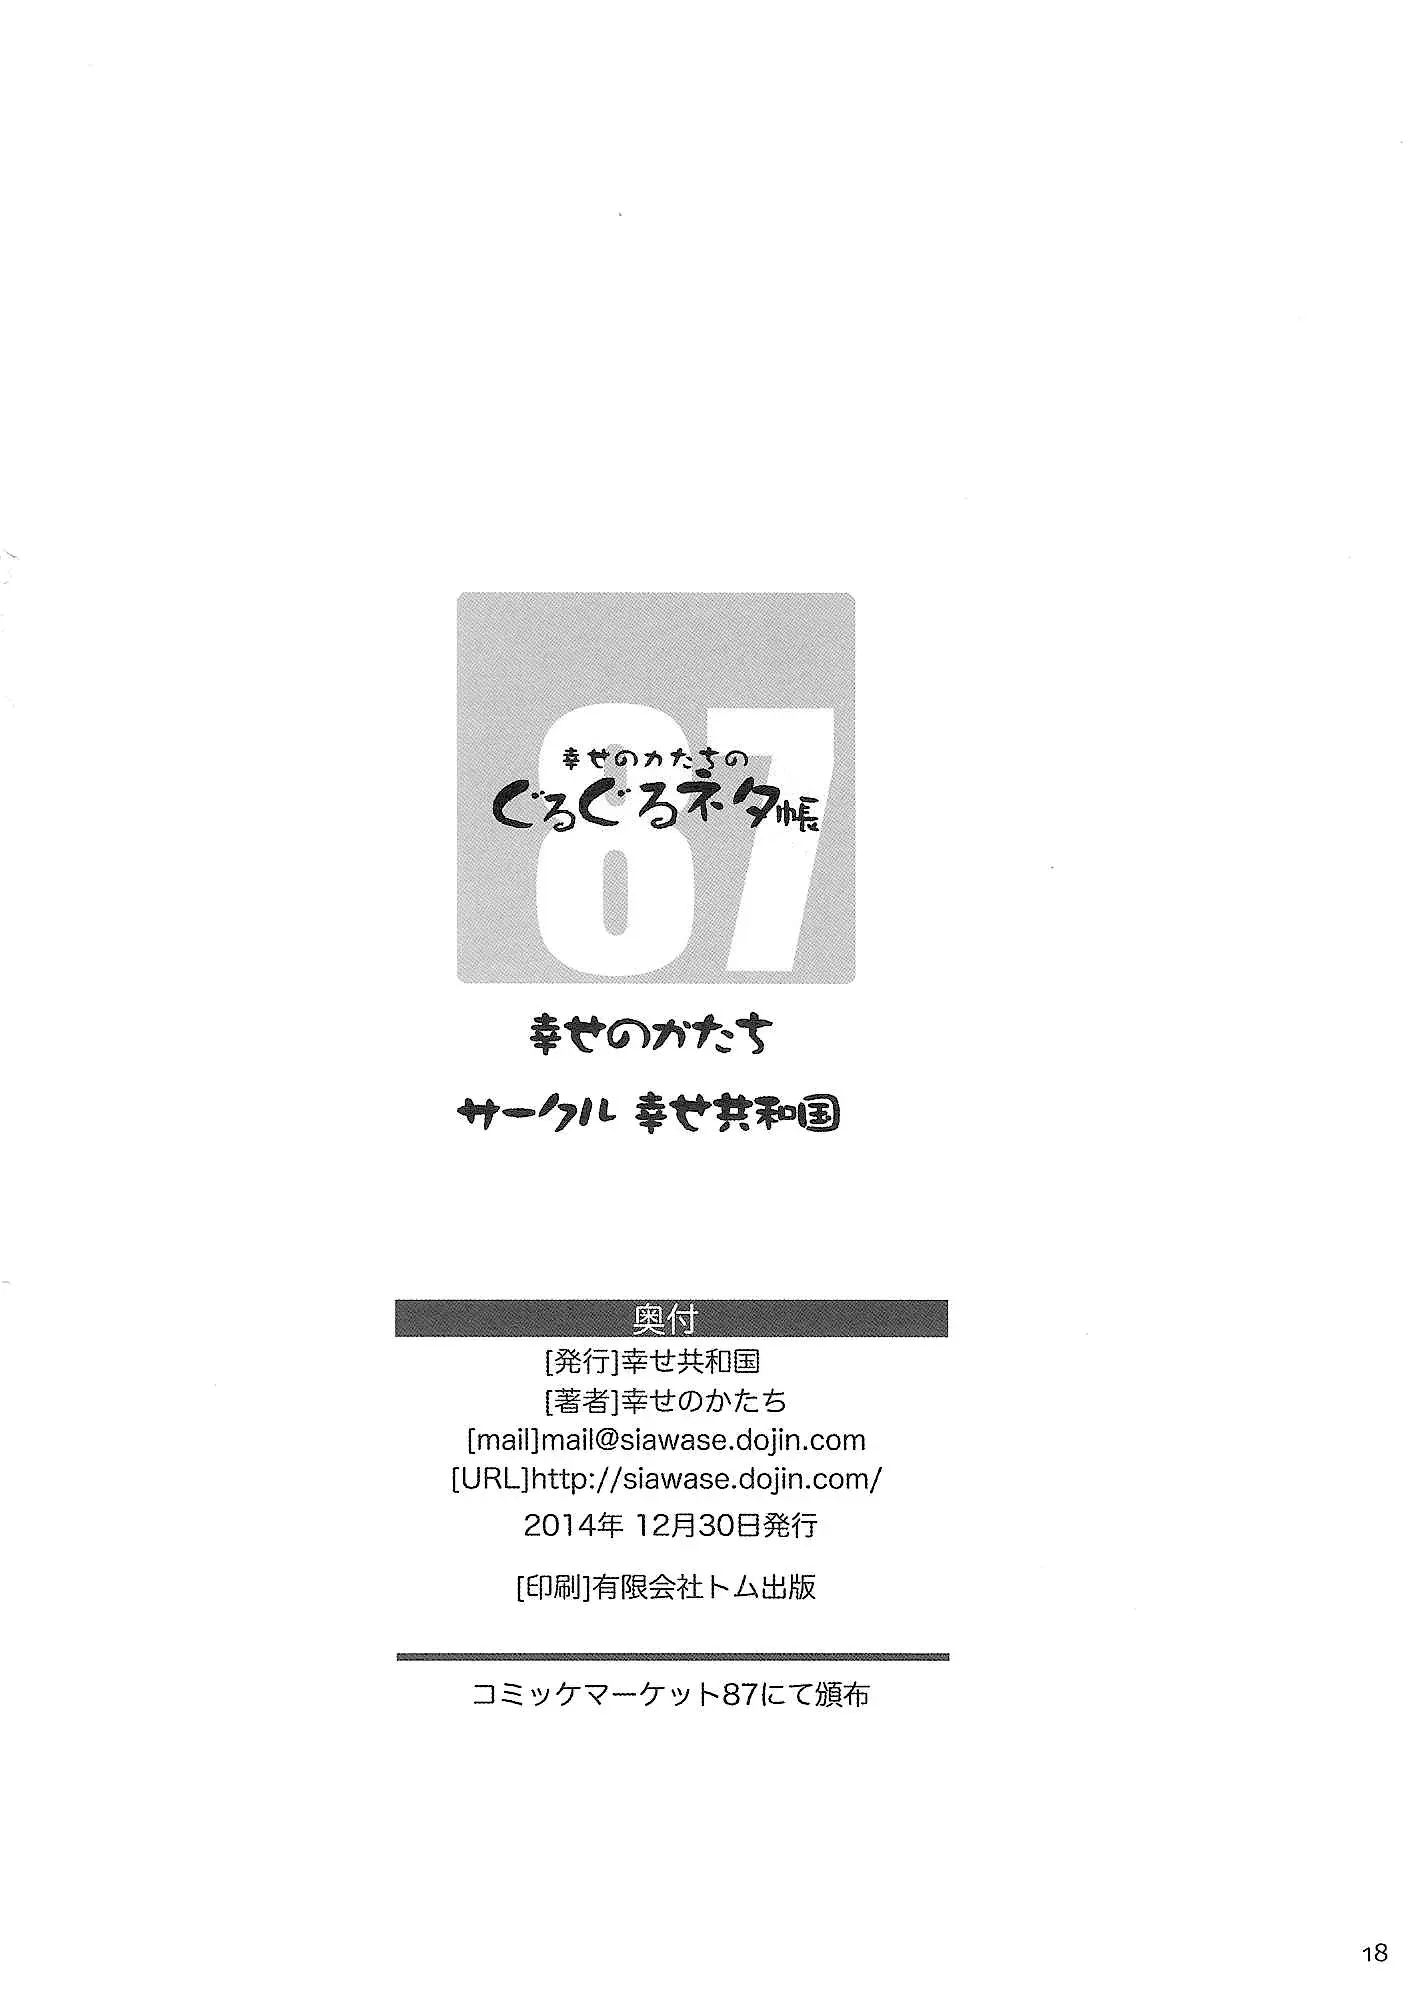 87
幸せのかたちの
ぐるぐるネタ帳
幸せのかたち
サークル 幸せ共和国
奥付
[発行]幸せ共和国
[著者]幸せのかたち
[mail]mail@siawase.dojin.com
[URL]http://siawase.dojin.com/
2014年 12月30日発行
[印刷]有限会社トム出版
コミッケマーケット87にて頒布
18